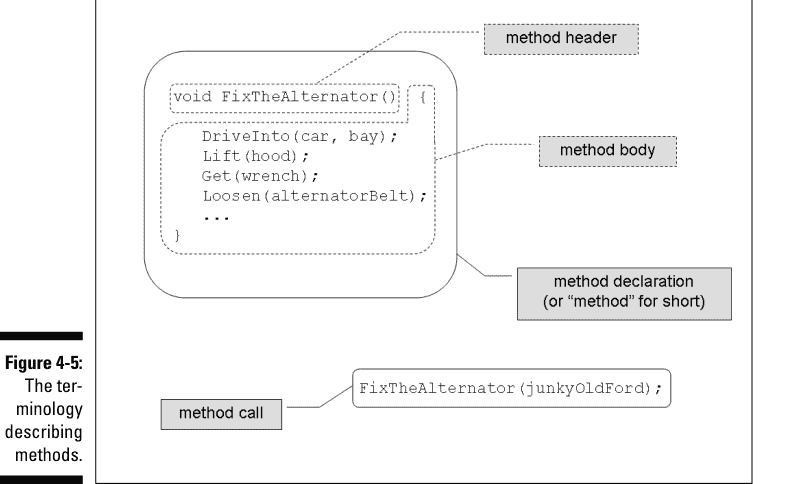 method header
void FixTheAlternator() {
DriveInto(car, bay);
Lift(hood);
Get(wrench);
Loosen(alternatorBelt);
...
}
method body
method declaration
(or “method” for short)
FixTheAlternator(junkyOldFord);
method call
Figure 4-5:
The ter-
minology
describing
methods.